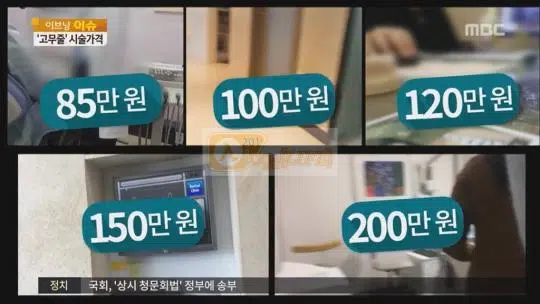 이브닝 이슈
'고무줄' 시술가격
MBC
85만 원
100만 원
120만 원
150만 원
200만 원
정치 국회, '상시 청문회법' 정부에 송부